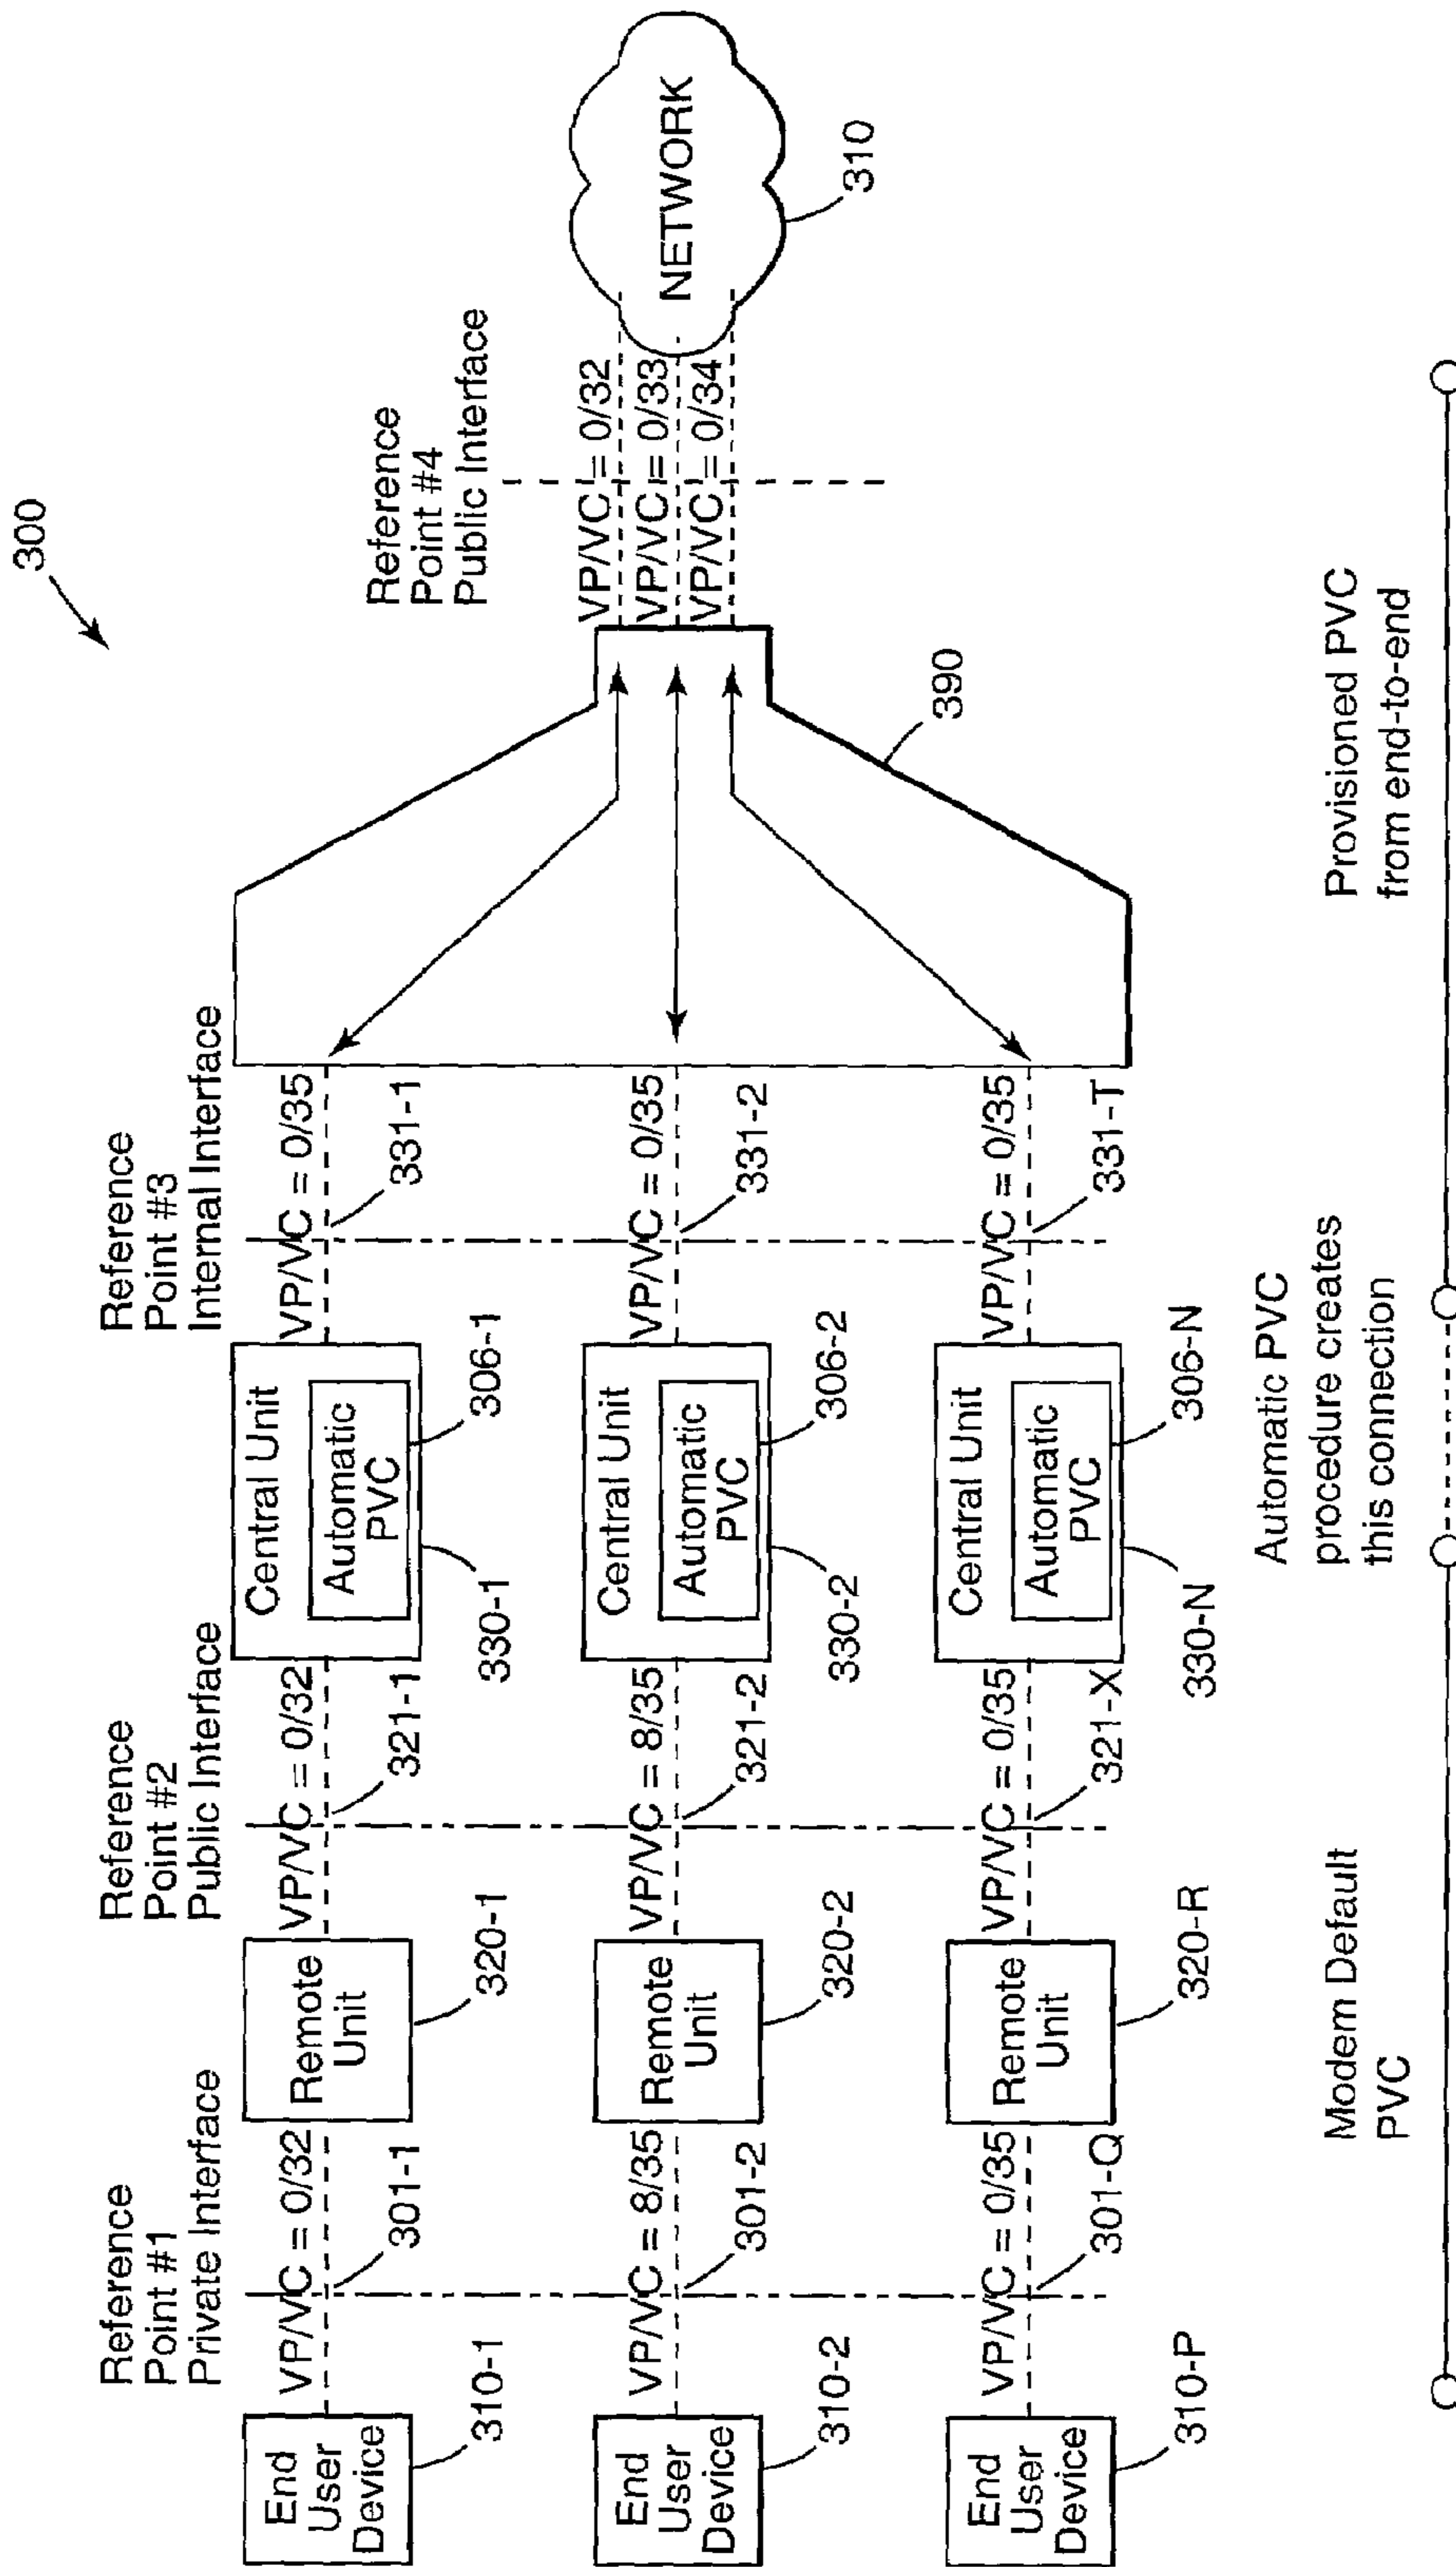 300
Reference
Point #1
Private Interface
Reference
Point #2
Public Interface
Reference
Point #3
Internal Interface
Reference
Point #4
Public Interface
End
User
Device
310-1
VP/VC = 0/32
301-1
Remote
Unit
320-1
VP/VC = 0/32
321-1
Central Unit
Automatic
PVC
330-1
306-1
VP/VC = 0/35
331-1
End
User
Device
310-2
VP/VC = 8/35
301-2
Remote
Unit
320-2
VP/VC = 8/35
321-2
Central Unit
Automatic
PVC
330-2
306-2
VP/VC = 0/35
331-2
End
User
Device
310-P
VP/VC = 0/35
301-Q
Remote
Unit
320-R
VP/VC = 0/35
321-X
Central Unit
Automatic
PVC
330-N
306-N
VP/VC = 0/35
331-T
390
VP/VC = 0/32
VP/VC = 0/33
VP/VC = 0/34
NETWORK
310
Modem Default
PVC
Automatic PVC
procedure creates
this connection
Provisioned PVC
from end-to-end